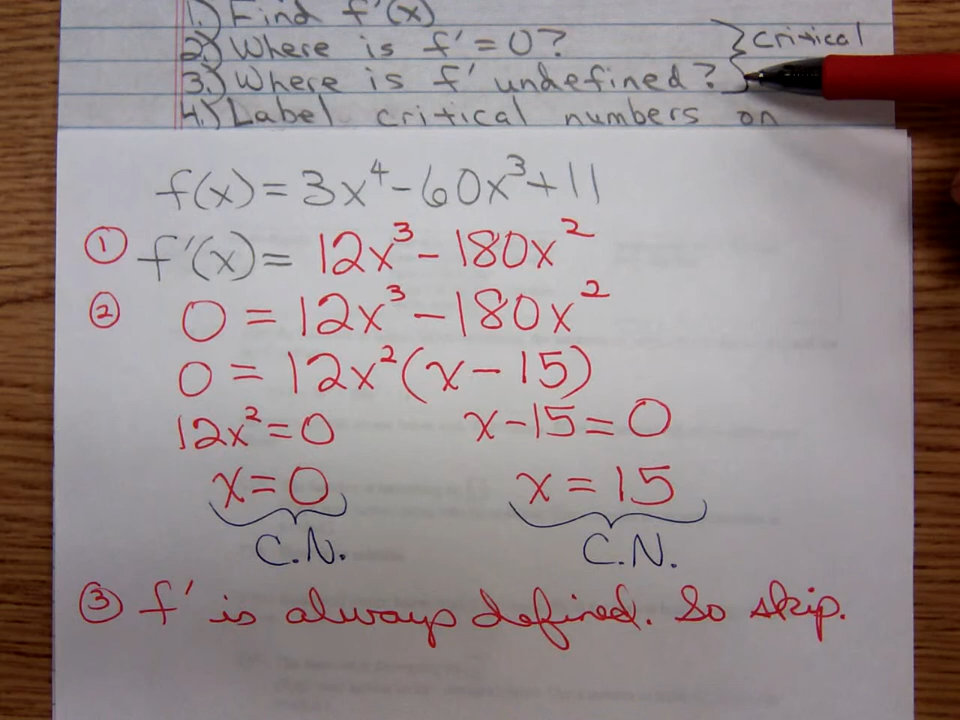 1.) Find f'(x)
2.) Where is f' = 0?
3.) Where is f' undefined?
} critical
4.) Label critical numbers on
f(x) = 3x⁴ - 60x³ + 11
① f'(x) = 12x³ - 180x²
② 0 = 12x³ - 180x²
0 = 12x²(x - 15)
12x² = 0 x - 15 = 0
x = 0 x = 15
C.N. C.N.
③ f' is always defined. So skip.